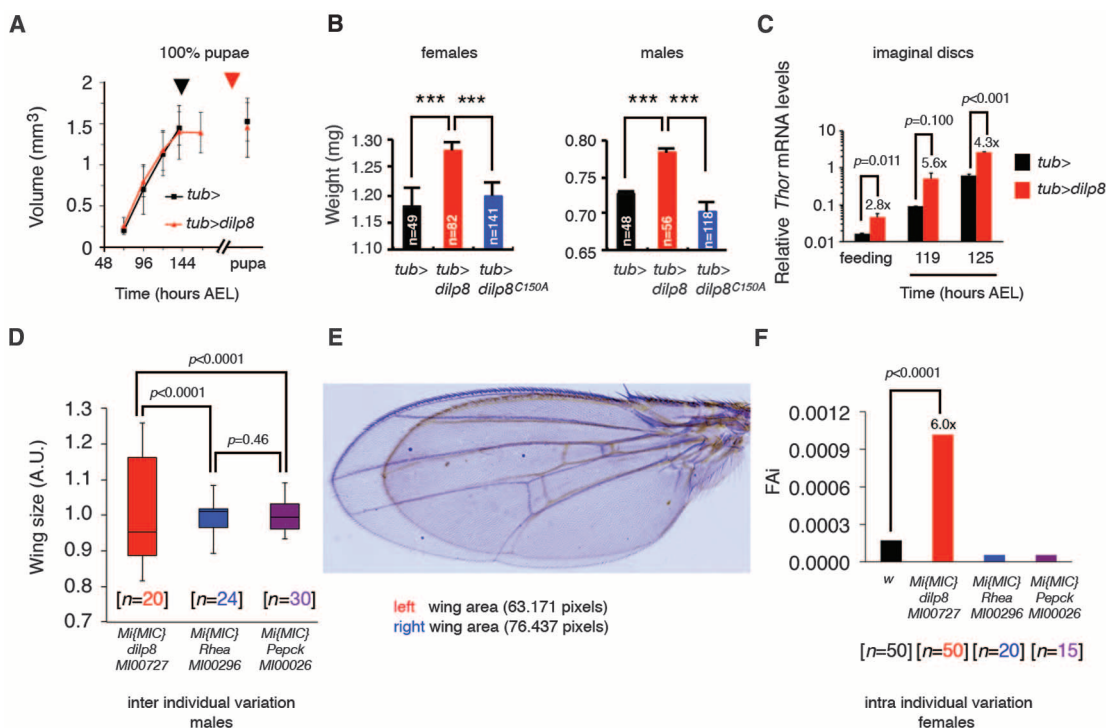 A
100% pupae
Volume (mm3)
2
1.5
1
0.5
0
48 96 144 pupa
Time (hours AEL)
tub>
tub>dilp8
B
females
*** ***
Weight (mg)
1.30
1.25
1.20
1.15
1.10
n=49
n=82
n=141
tub> tub> tub>
dilp8 dilp8C150A
males
*** ***
0.80
0.75
0.70
0.65
n=48
n=56
n=118
tub> tub> tub>
dilp8 dilp8C150A
C
imaginal discs
Relative Thor mRNA levels
p<0.001
p=0.100
p=0.011
10
1
0.1
0.01
2.8x
5.6x
4.3x
tub>
tub>dilp8
feeding 119 125
Time (hours AEL)
D
p<0.0001
p<0.0001
p=0.46
Wing size (A.U.)
1.3
1.2
1.1
1.0
0.9
0.8
0.7
[n=20] [n=24] [n=30]
Mi{MIC} Mi{MIC} Mi{MIC}
dilp8 Rhea Pepck
MI00727 MI00296 MI00026
inter individual variation
males
E
left wing area (63.171 pixels)
right wing area (76.437 pixels)
F
p<0.0001
FAi
0.0012
0.0009
0.0006
0.0003
0.0000
6.0x
w Mi{MIC} Mi{MIC} Mi{MIC}
dilp8 Rhea Pepck
MI00727 MI00296 MI00026
[n=50] [n=50] [n=20] [n=15]
intra individual variation
females